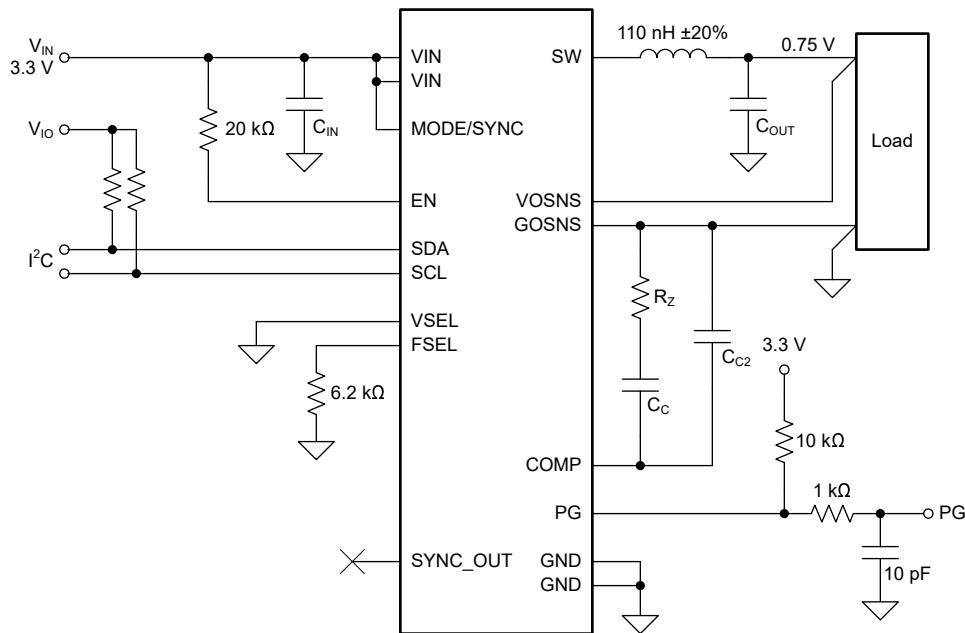 V_IN
3.3 V
V_IO
20 kΩ
C_IN
I²C
6.2 kΩ
VIN
VIN
MODE/SYNC
EN
SDA
SCL
VSEL
FSEL
SYNC_OUT
SW
VOSNS
GOSNS
COMP
PG
GND
GND
110 nH ±20%
0.75 V
C_OUT
Load
R_Z
C_C
C_C2
3.3 V
10 kΩ
1 kΩ
PG
10 pF